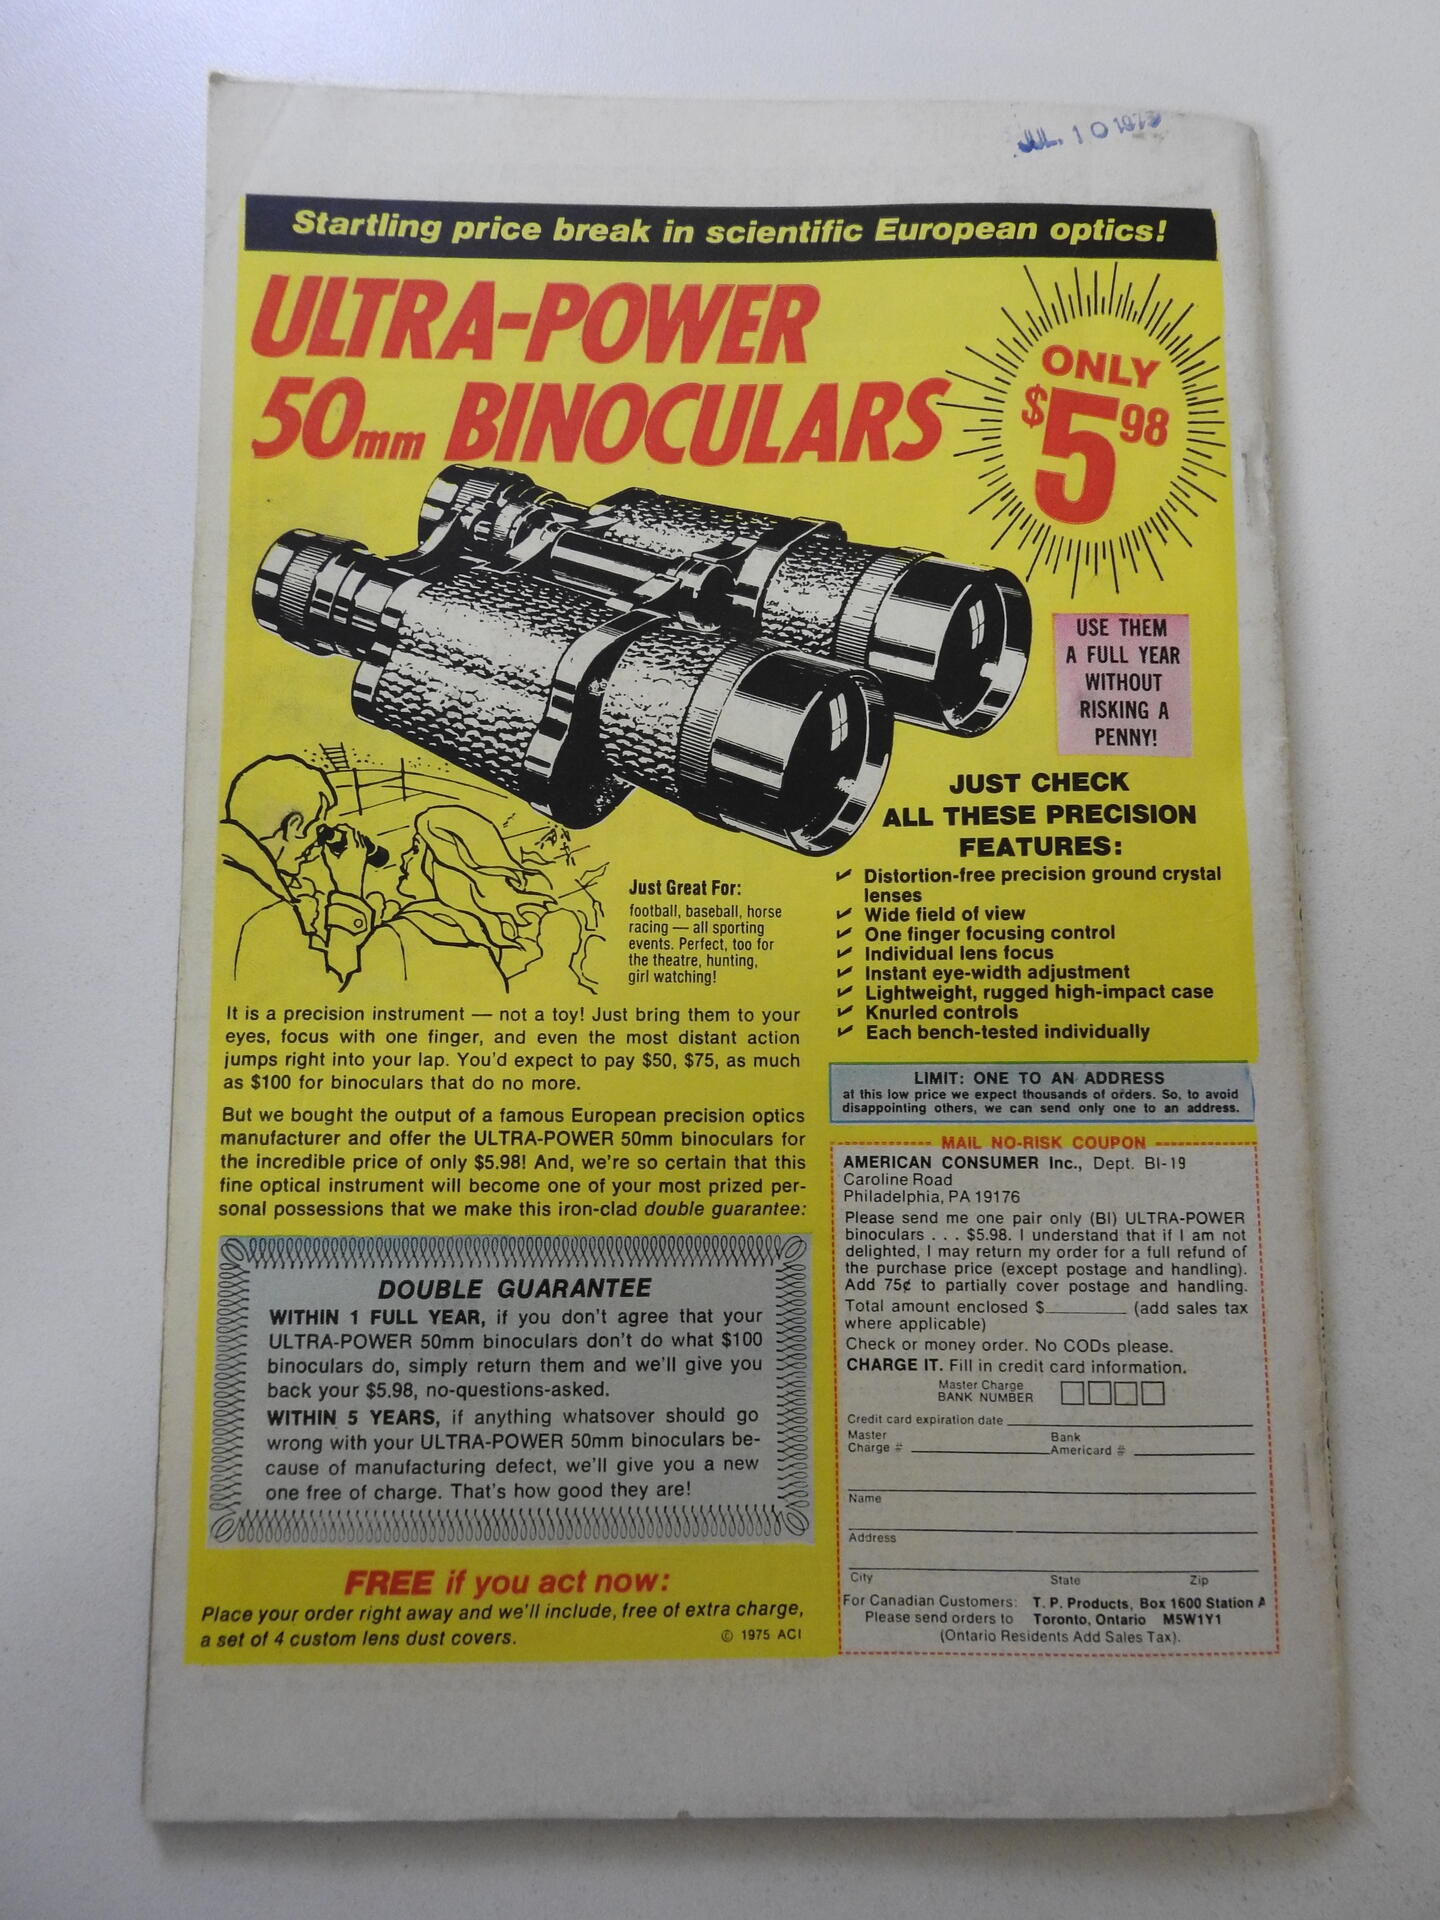 JUL. 10
Startling price break in scientific European optics!
ULTRA-POWER
50mm BINOCULARS
ONLY
$5 98
USE THEM
A FULL YEAR
WITHOUT
RISKING A
PENNY!
JUST CHECK
ALL THESE PRECISION
FEATURES:
✓ Distortion-free precision ground crystal
lenses
✓ Wide field of view
✓ One finger focusing control
✓ Individual lens focus
✓ Instant eye-width adjustment
✓ Lightweight, rugged high-impact case
✓ Knurled controls
✓ Each bench-tested individually
Just Great For:
football, baseball, horse
racing — all sporting
events. Perfect, too for
the theatre, hunting,
girl watching!
It is a precision instrument — not a toy! Just bring them to your
eyes, focus with one finger, and even the most distant action
jumps right into your lap. You'd expect to pay $50, $75, as much
as $100 for binoculars that do no more.
But we bought the output of a famous European precision optics
manufacturer and offer the ULTRA-POWER 50mm binoculars for
the incredible price of only $5.98! And, we're so certain that this
fine optical instrument will become one of your most prized per-
sonal possessions that we make this iron-clad double guarantee:
DOUBLE GUARANTEE
WITHIN 1 FULL YEAR, if you don't agree that your
ULTRA-POWER 50mm binoculars don't do what $100
binoculars do, simply return them and we'll give you
back your $5.98, no-questions-asked.
WITHIN 5 YEARS, if anything whatsover should go
wrong with your ULTRA-POWER 50mm binoculars be-
cause of manufacturing defect, we'll give you a new
one free of charge. That's how good they are!
FREE if you act now:
Place your order right away and we'll include, free of extra charge,
a set of 4 custom lens dust covers.
© 1975 ACI
LIMIT: ONE TO AN ADDRESS
at this low price we expect thousands of orders. So, to avoid
disappointing others, we can send only one to an address.
MAIL NO-RISK COUPON
AMERICAN CONSUMER Inc., Dept. BI-19
Caroline Road
Philadelphia, PA 19176
Please send me one pair only (BI) ULTRA-POWER
binoculars . . . $5.98. I understand that if I am not
delighted, I may return my order for a full refund of
the purchase price (except postage and handling).
Add 75¢ to partially cover postage and handling.
Total amount enclosed $________ (add sales tax
where applicable)
Check or money order. No CODs please.
CHARGE IT. Fill in credit card information.
Master Charge
BANK NUMBER
Credit card expiration date
Master Bank
Charge # Americard #
Name
Address
City State Zip
For Canadian Customers: T. P. Products, Box 1600 Station A
Please send orders to Toronto, Ontario M5W1Y1
(Ontario Residents Add Sales Tax).